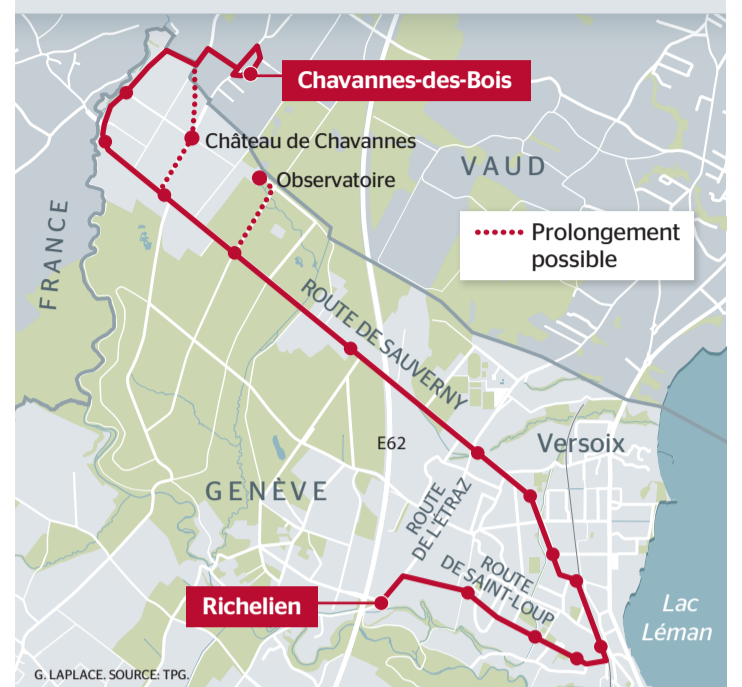 Chavannes-des-Bois
Château de Chavannes
VAUD
Observatoire
FRANCE
Prolongement
possible
ROUTE DE SAUVERNY
E62
Versoix
GENÈVE
ROUTE
DE L'ÉTRAZ
ROUTE
DE SAINT-LOUP
Richelien
Lac
Léman
G. LAPLACE. SOURCE: TPG.